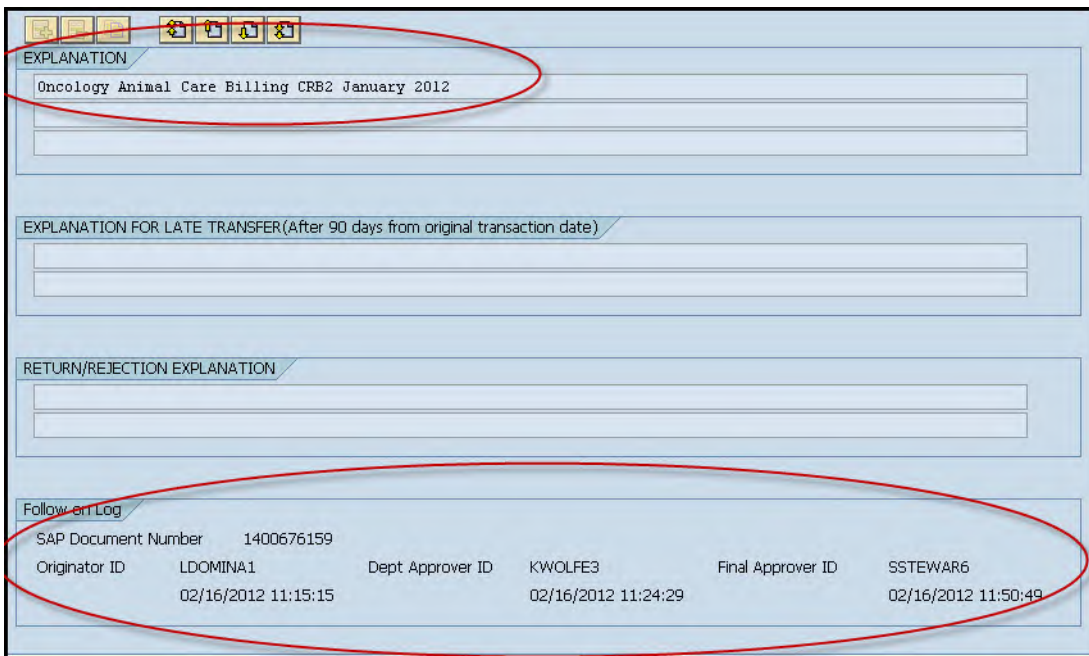 EXPLANATION
Oncology Animal Care Billing CRB2 January 2012
EXPLANATION FOR LATE TRANSFER(After 90 days from original transaction date)
RETURN/REJECTION EXPLANATION
Follow on Log
SAP Document Number 1400676159
Originator ID LDOMINA1 Dept Approver ID KWOLFE3 Final Approver ID SSTEWAR6
02/16/2012 11:15:15 02/16/2012 11:24:29 02/16/2012 11:50:49